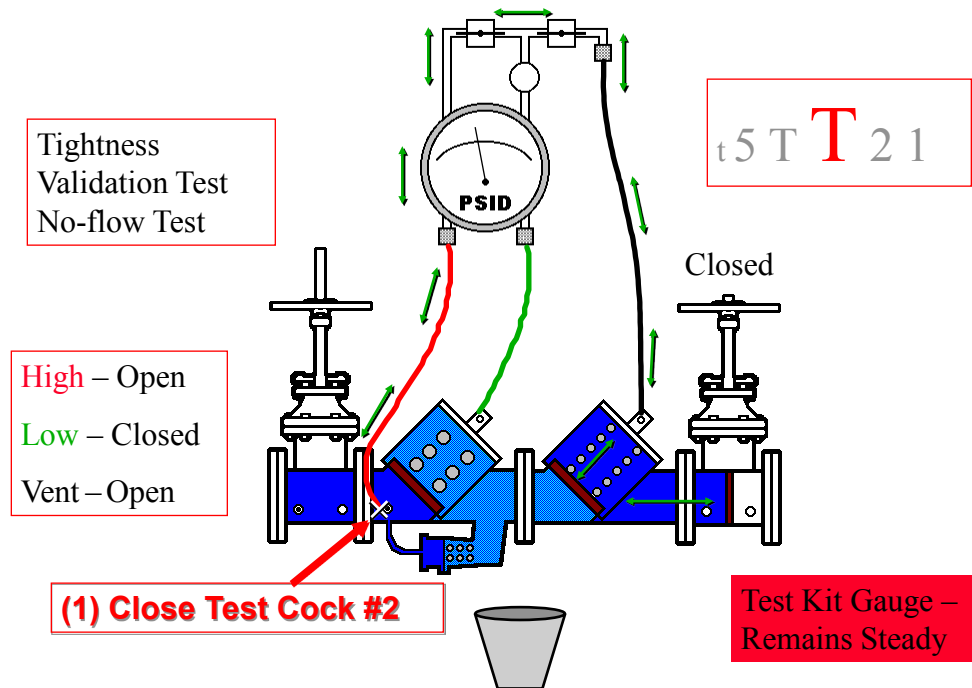 Tightness
Validation Test
No-flow Test
PSID
t 5 T T 2 1
Closed
High – Open
Low – Closed
Vent – Open
(1) Close Test Cock #2
Test Kit Gauge –
Remains Steady